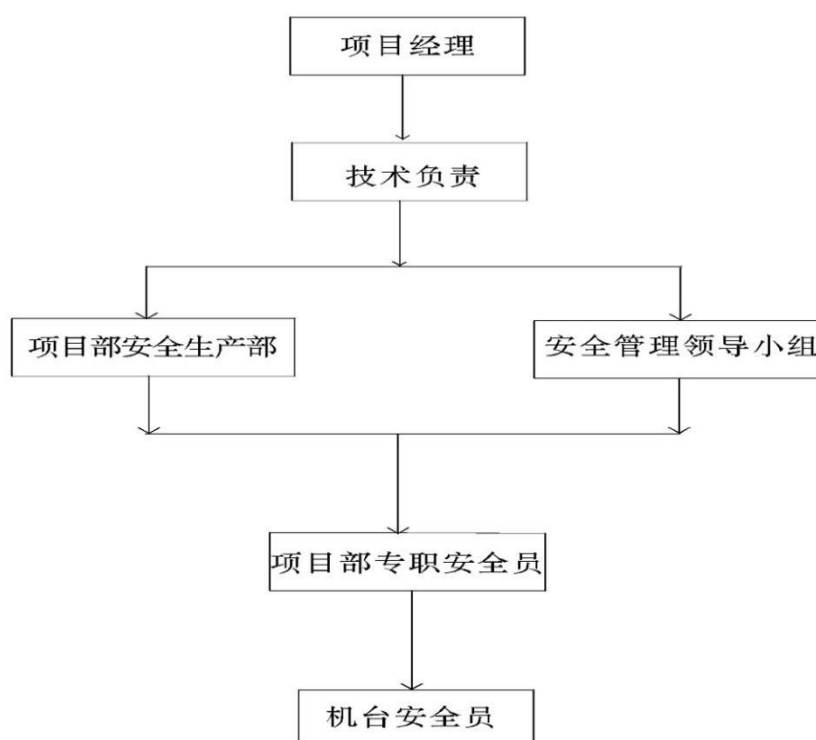 项目经理
技术负责
项目部安全生产部
安全管理领导小组
项目部专职安全员
机台安全员